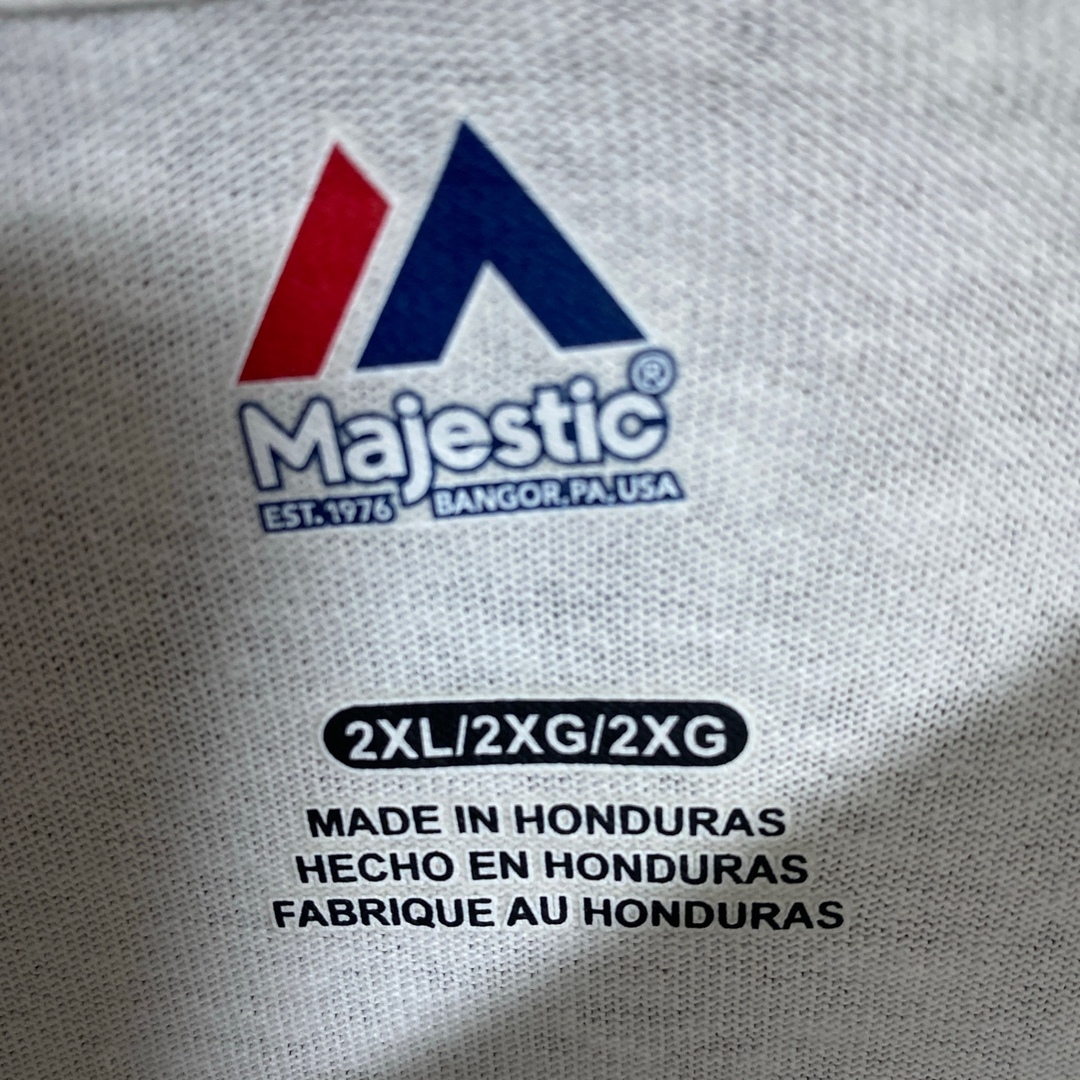 Majestic®
EST. 1976 BANGOR, PA, USA
2XL/2XG/2XG
MADE IN HONDURAS
HECHO EN HONDURAS
FABRIQUE AU HONDURAS